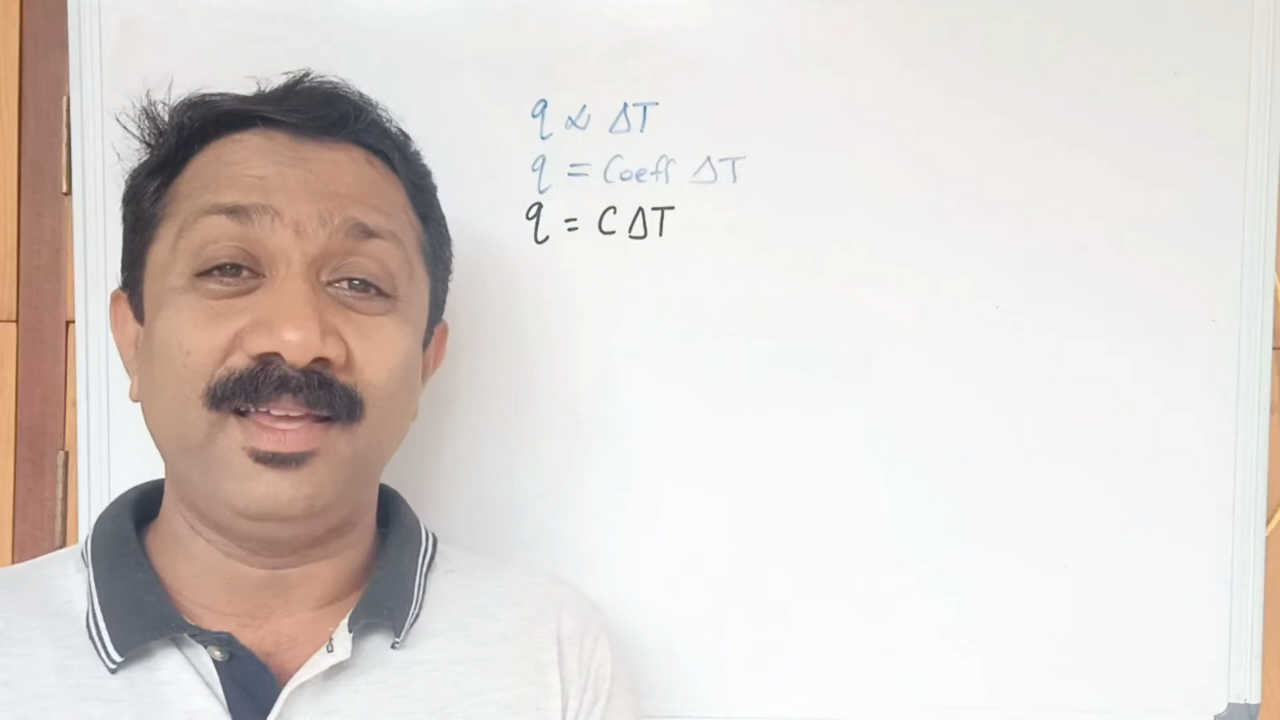 q ∝ ΔT
q = Coeff ΔT
q = C ΔT